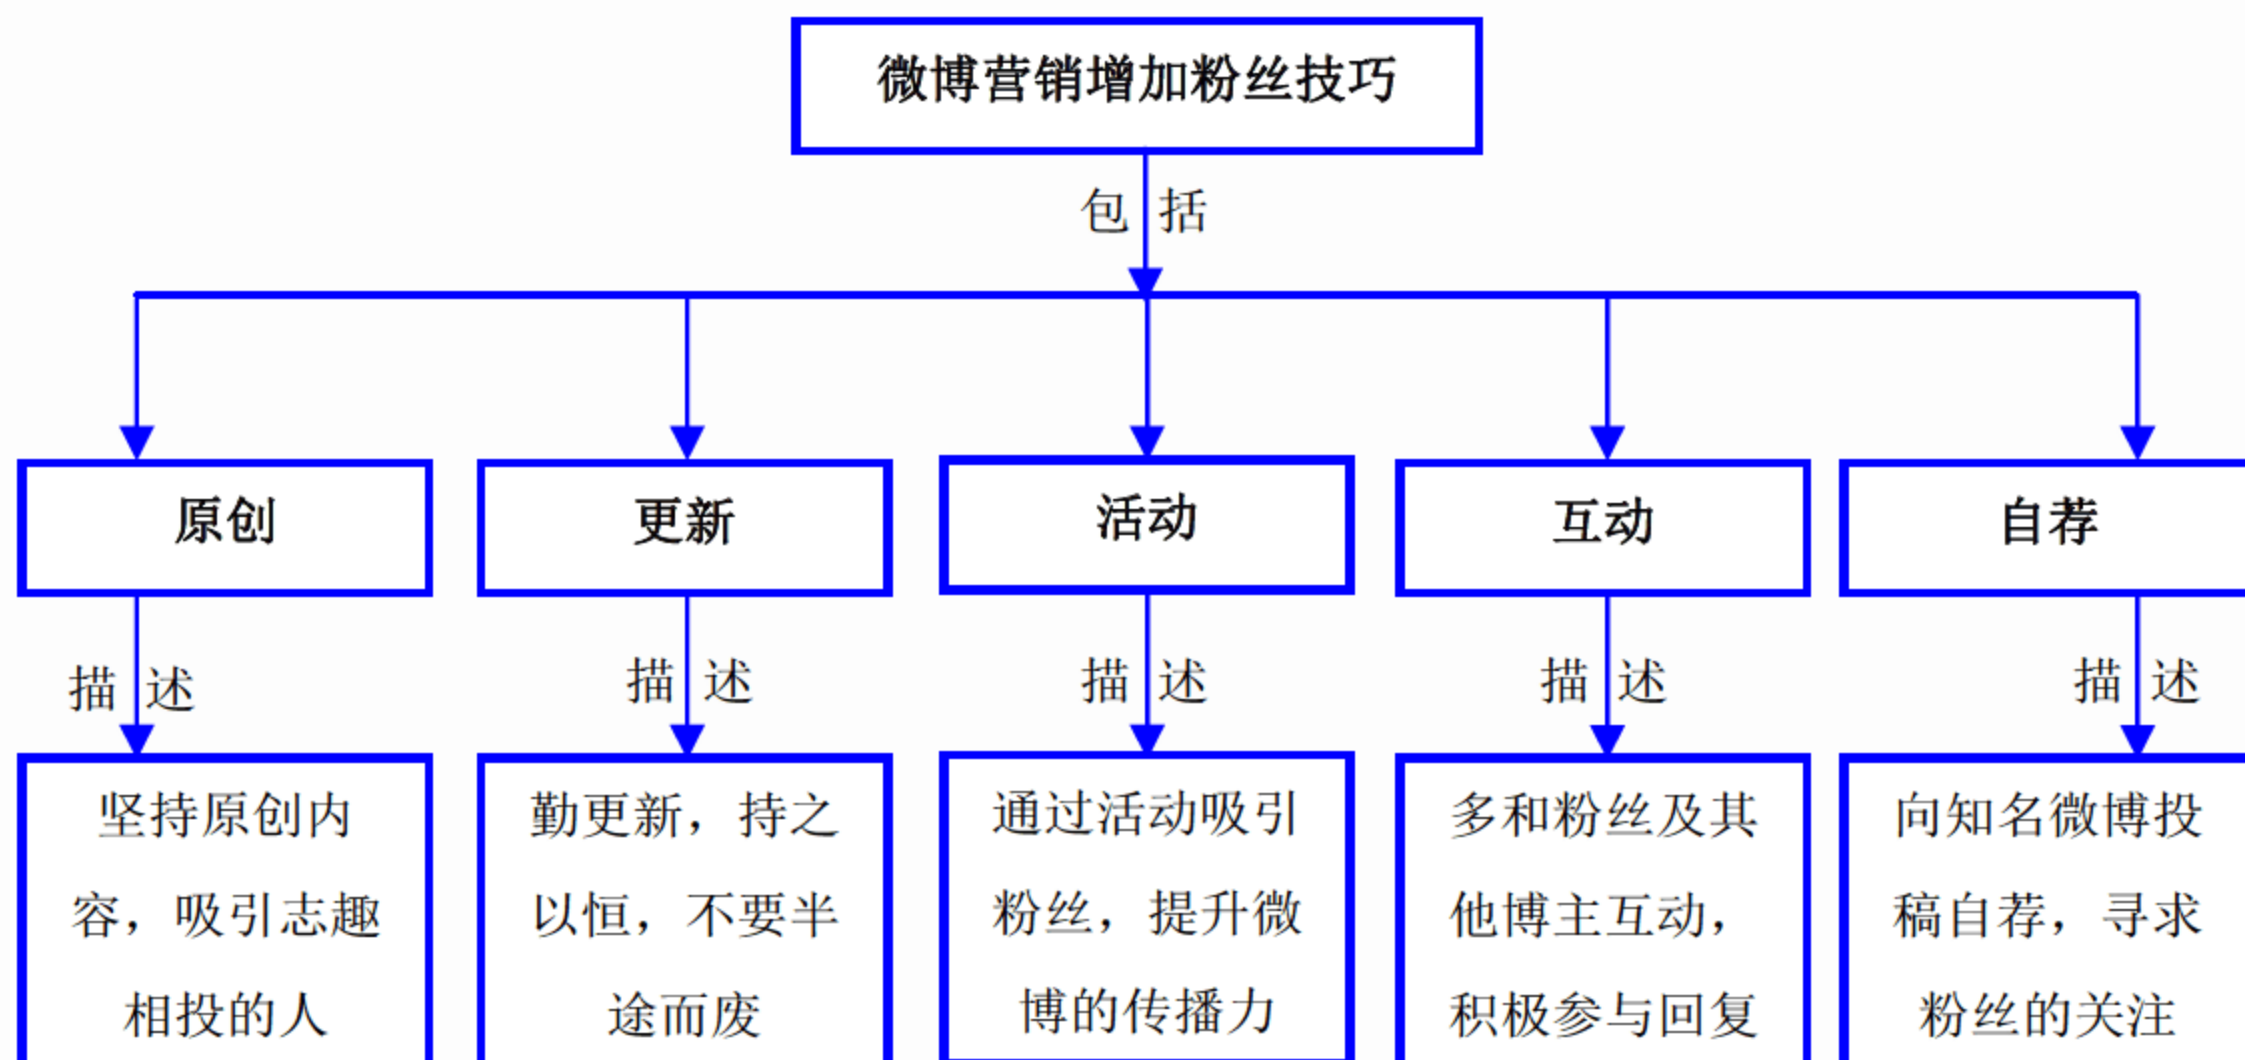 微博营销增加粉丝技巧
包括
原创
更新
活动
互动
自荐
描述
描述
描述
描述
描述
坚持原创内
容，吸引志趣
相投的人
勤更新，持之
以恒，不要半
途而废
通过活动吸引
粉丝，提升微
博的传播力
多和粉丝及其
他博主互动，
积极参与回复
向知名微博投
稿自荐，寻求
粉丝的关注